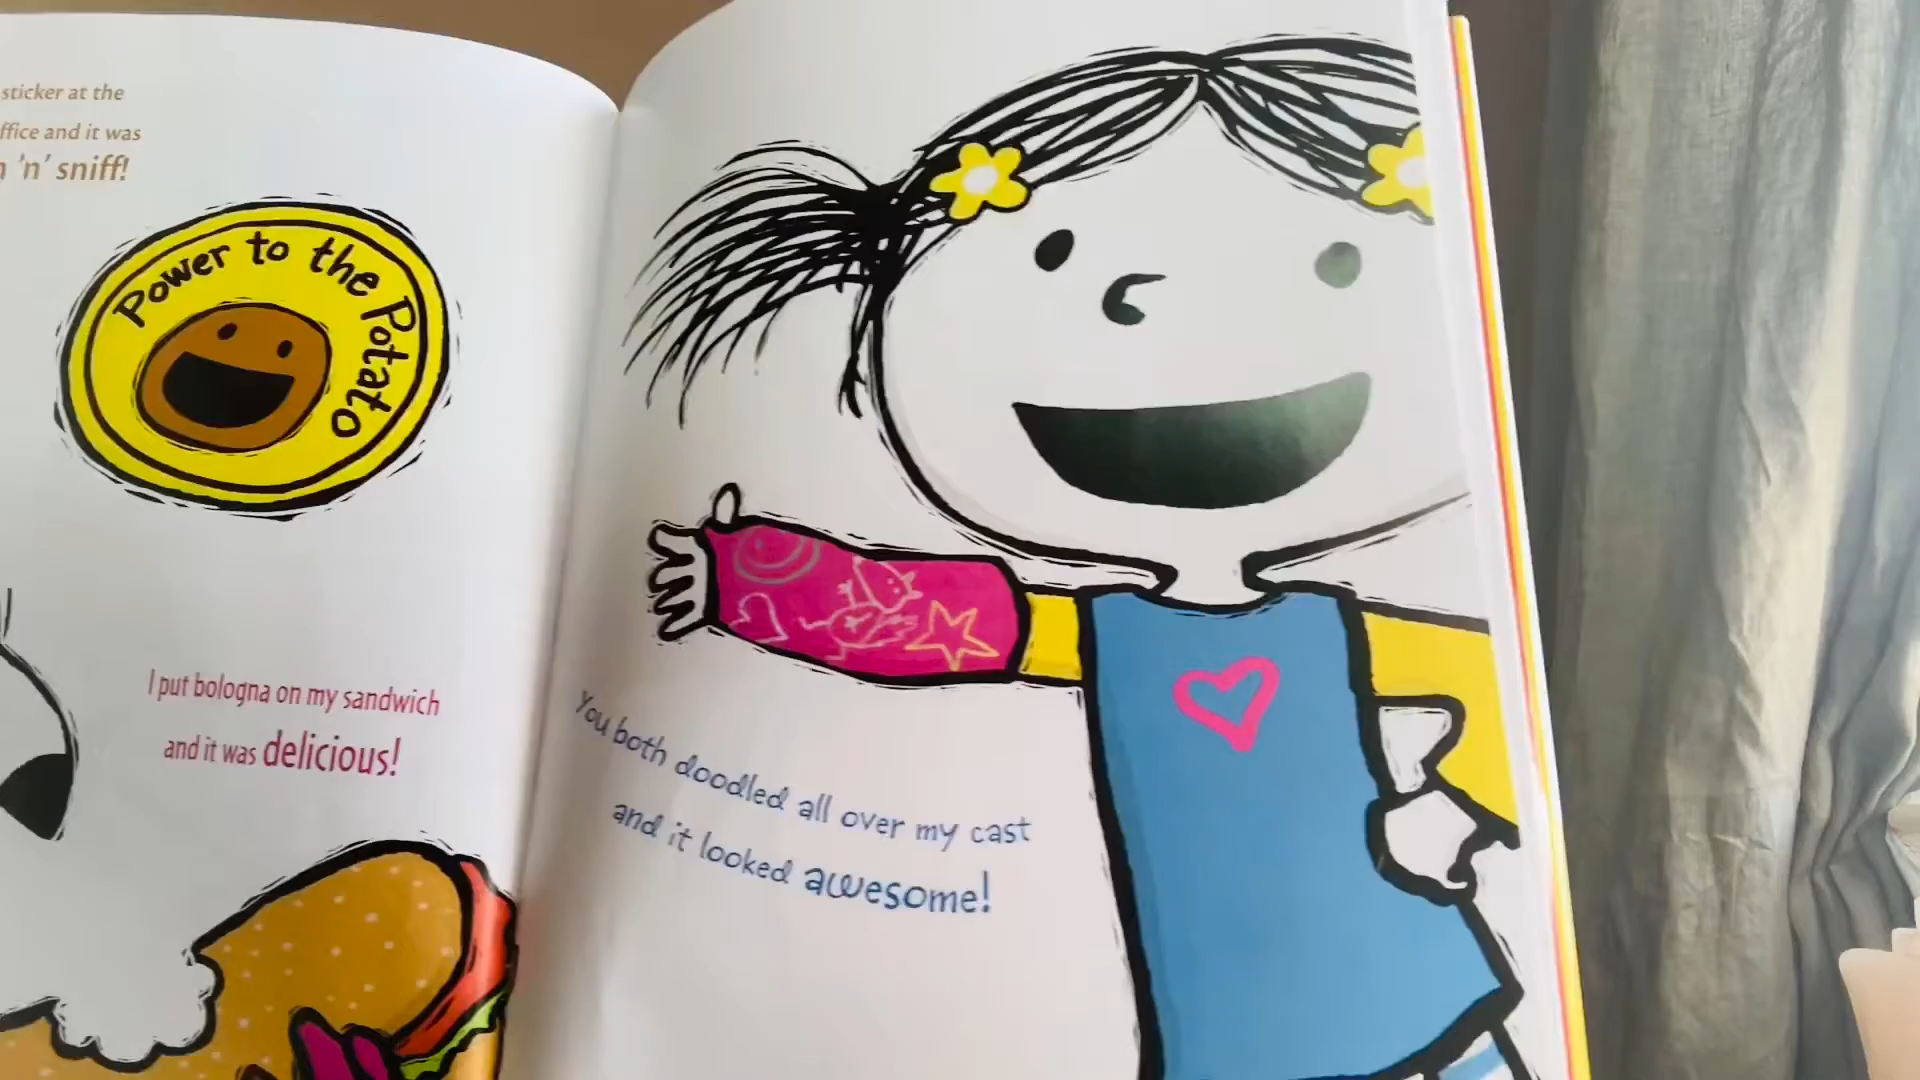 sticker at the
ffice and it was
'n' sniff!
Power to the Potato
I put bologna on my sandwich
and it was delicious!
You both doodled all over my cast
and it looked awesome!